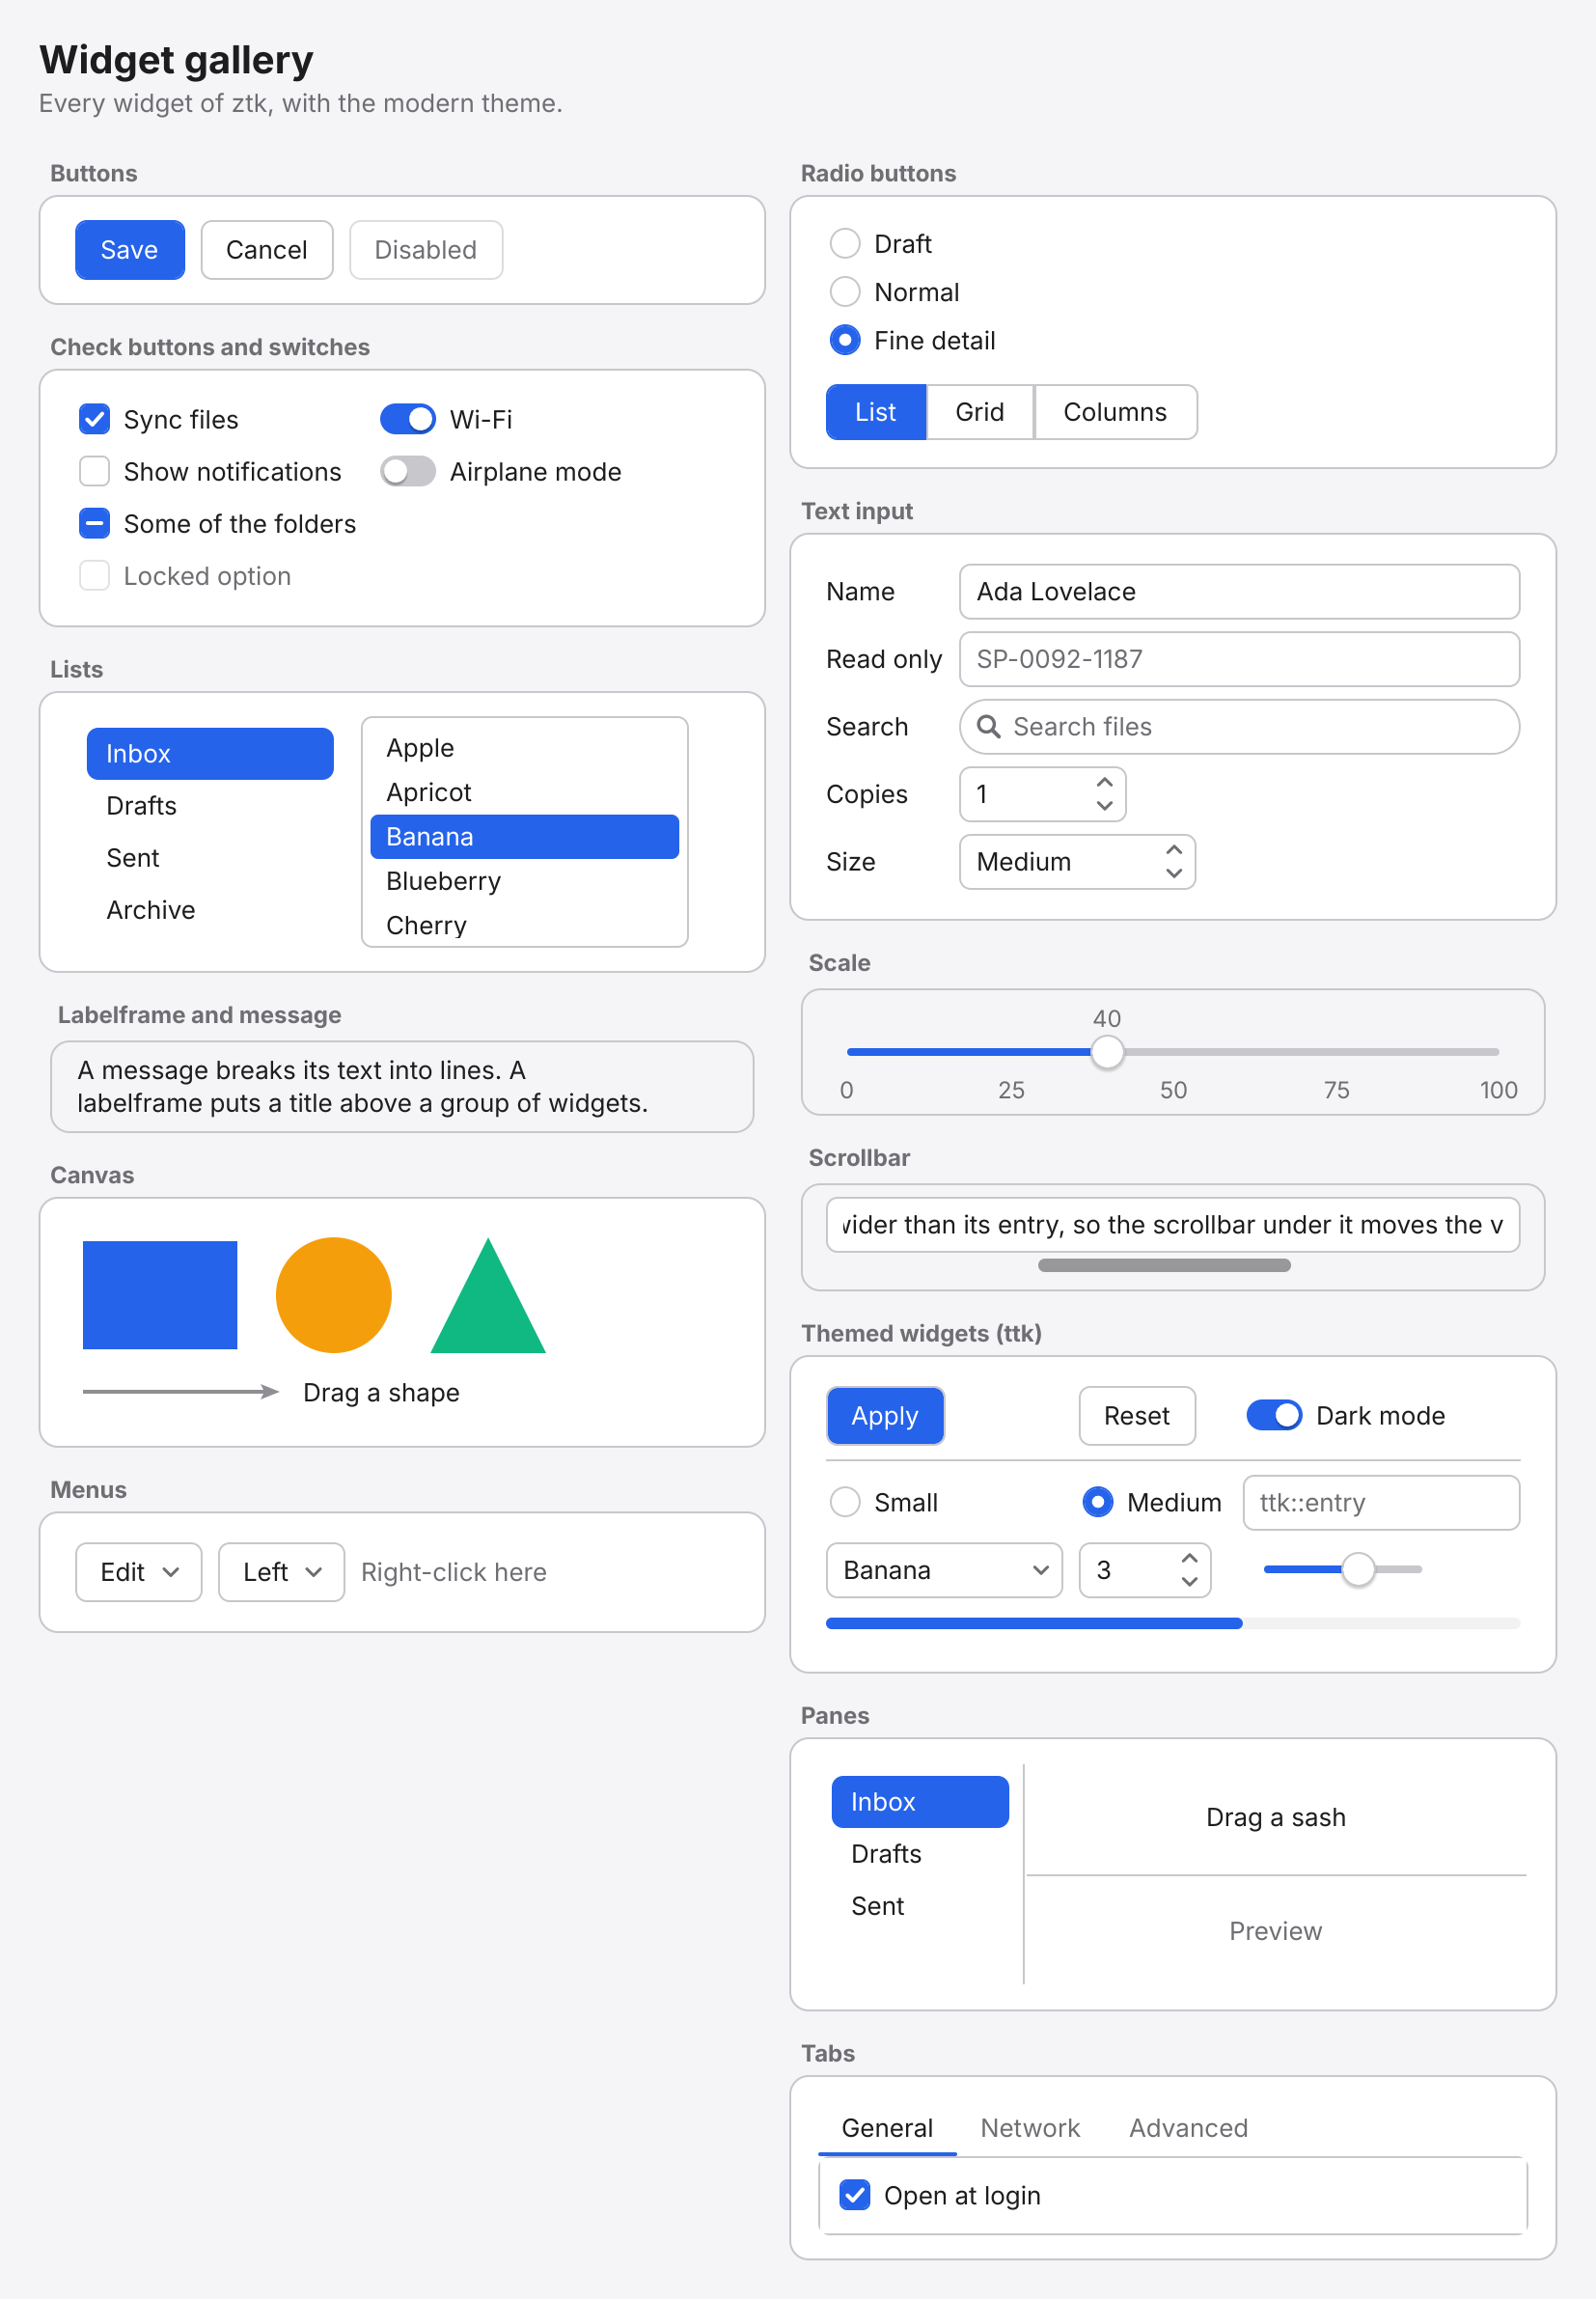 Widget gallery
Every widget of ztk, with the modern theme.
Buttons
Save
Cancel
Disabled
Check buttons and switches
Sync files
Wi-Fi
Show notifications
Airplane mode
Some of the folders
Locked option
Lists
Inbox
Drafts
Sent
Archive
Apple
Apricot
Banana
Blueberry
Cherry
Labelframe and message
A message breaks its text into lines. A
labelframe puts a title above a group of widgets.
Canvas
Drag a shape
Menus
Edit
Left
Right-click here
Radio buttons
Draft
Normal
Fine detail
List
Grid
Columns
Text input
Name
Ada Lovelace
Read only
SP-0092-1187
Search
Search files
Copies
1
Size
Medium
Scale
40
0 25 50 75 100
Scrollbar
wider than its entry, so the scrollbar under it moves the v
Themed widgets (ttk)
Apply
Reset
Dark mode
Small
Medium
ttk::entry
Banana
3
Panes
Inbox
Drafts
Sent
Drag a sash
Preview
Tabs
General
Network
Advanced
Open at login